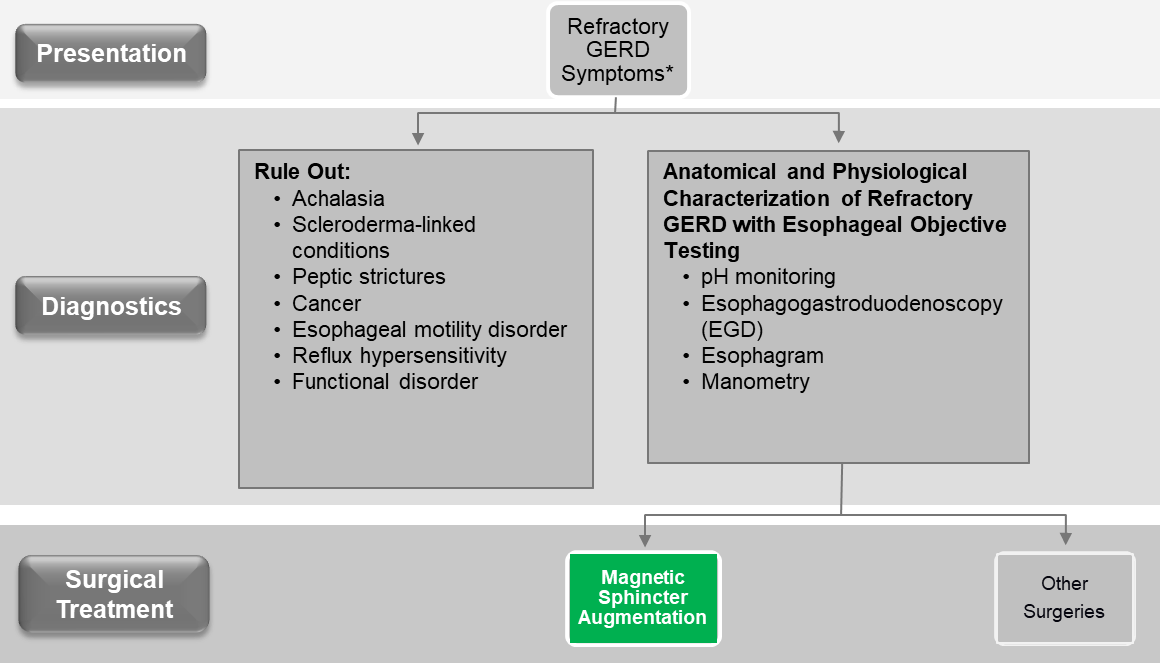 Presentation
Refractory
GERD
Symptoms*
Diagnostics
Rule Out:
• Achalasia
• Scleroderma-linked
conditions
• Peptic strictures
• Cancer
• Esophageal motility disorder
• Reflux hypersensitivity
• Functional disorder
Anatomical and Physiological
Characterization of Refractory
GERD with Esophageal Objective
Testing
• pH monitoring
• Esophagogastroduodenoscopy
(EGD)
• Esophagram
• Manometry
Surgical
Treatment
Magnetic
Sphincter
Augmentation
Other
Surgeries